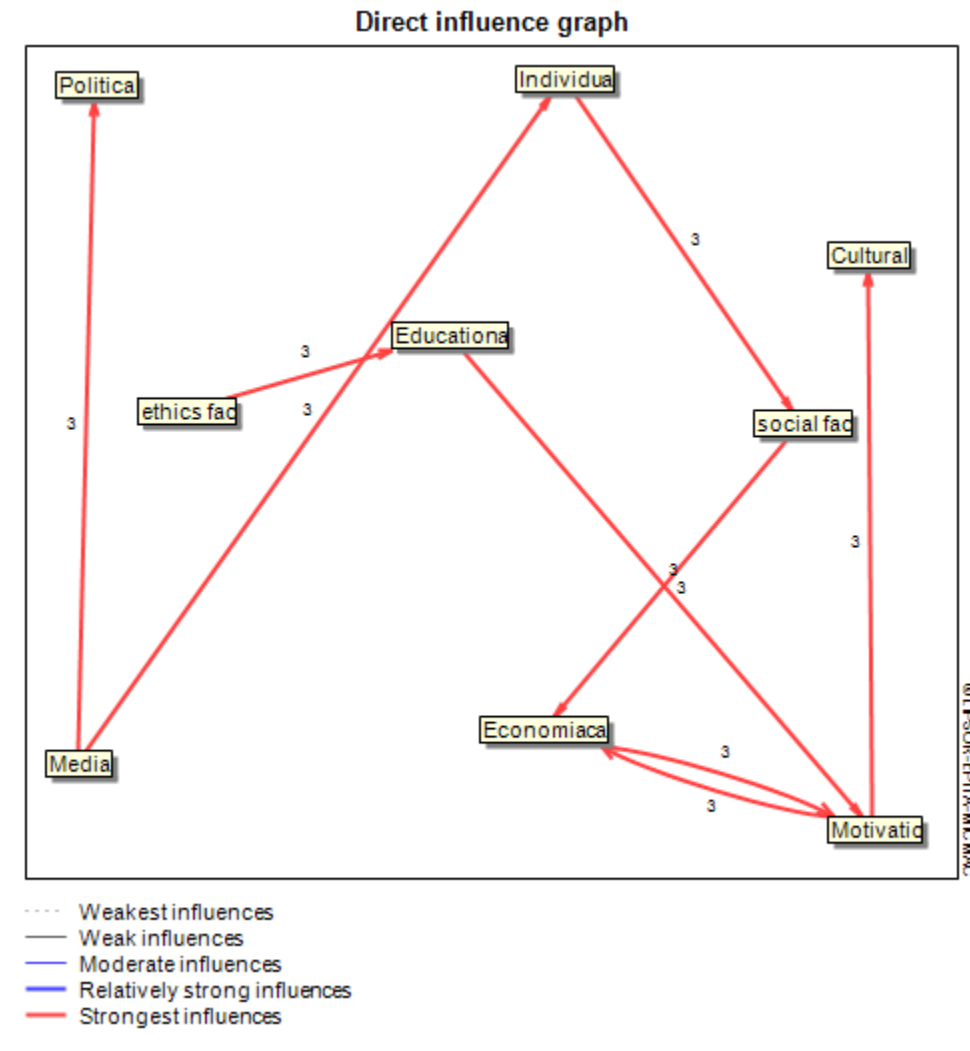 Direct influence graph
Politica
Individua
3
Cultural
Educationa
3
ethics fac
3
3
social fac
3
3
3
Economiaca
3
Media
3
Motivatic
Weakest influences
Weak influences
Moderate influences
Relatively strong influences
Strongest influences